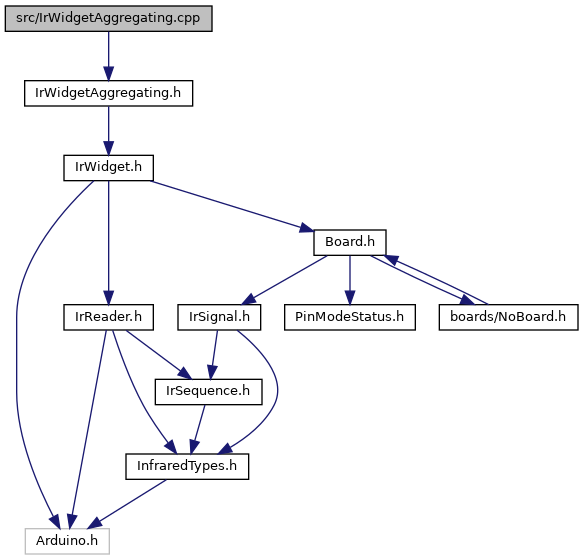 src/IrWidgetAggregating.cpp
IrWidgetAggregating.h
IrWidget.h
Board.h
IrReader.h
IrSignal.h
PinModeStatus.h
boards/NoBoard.h
IrSequence.h
InfraredTypes.h
Arduino.h